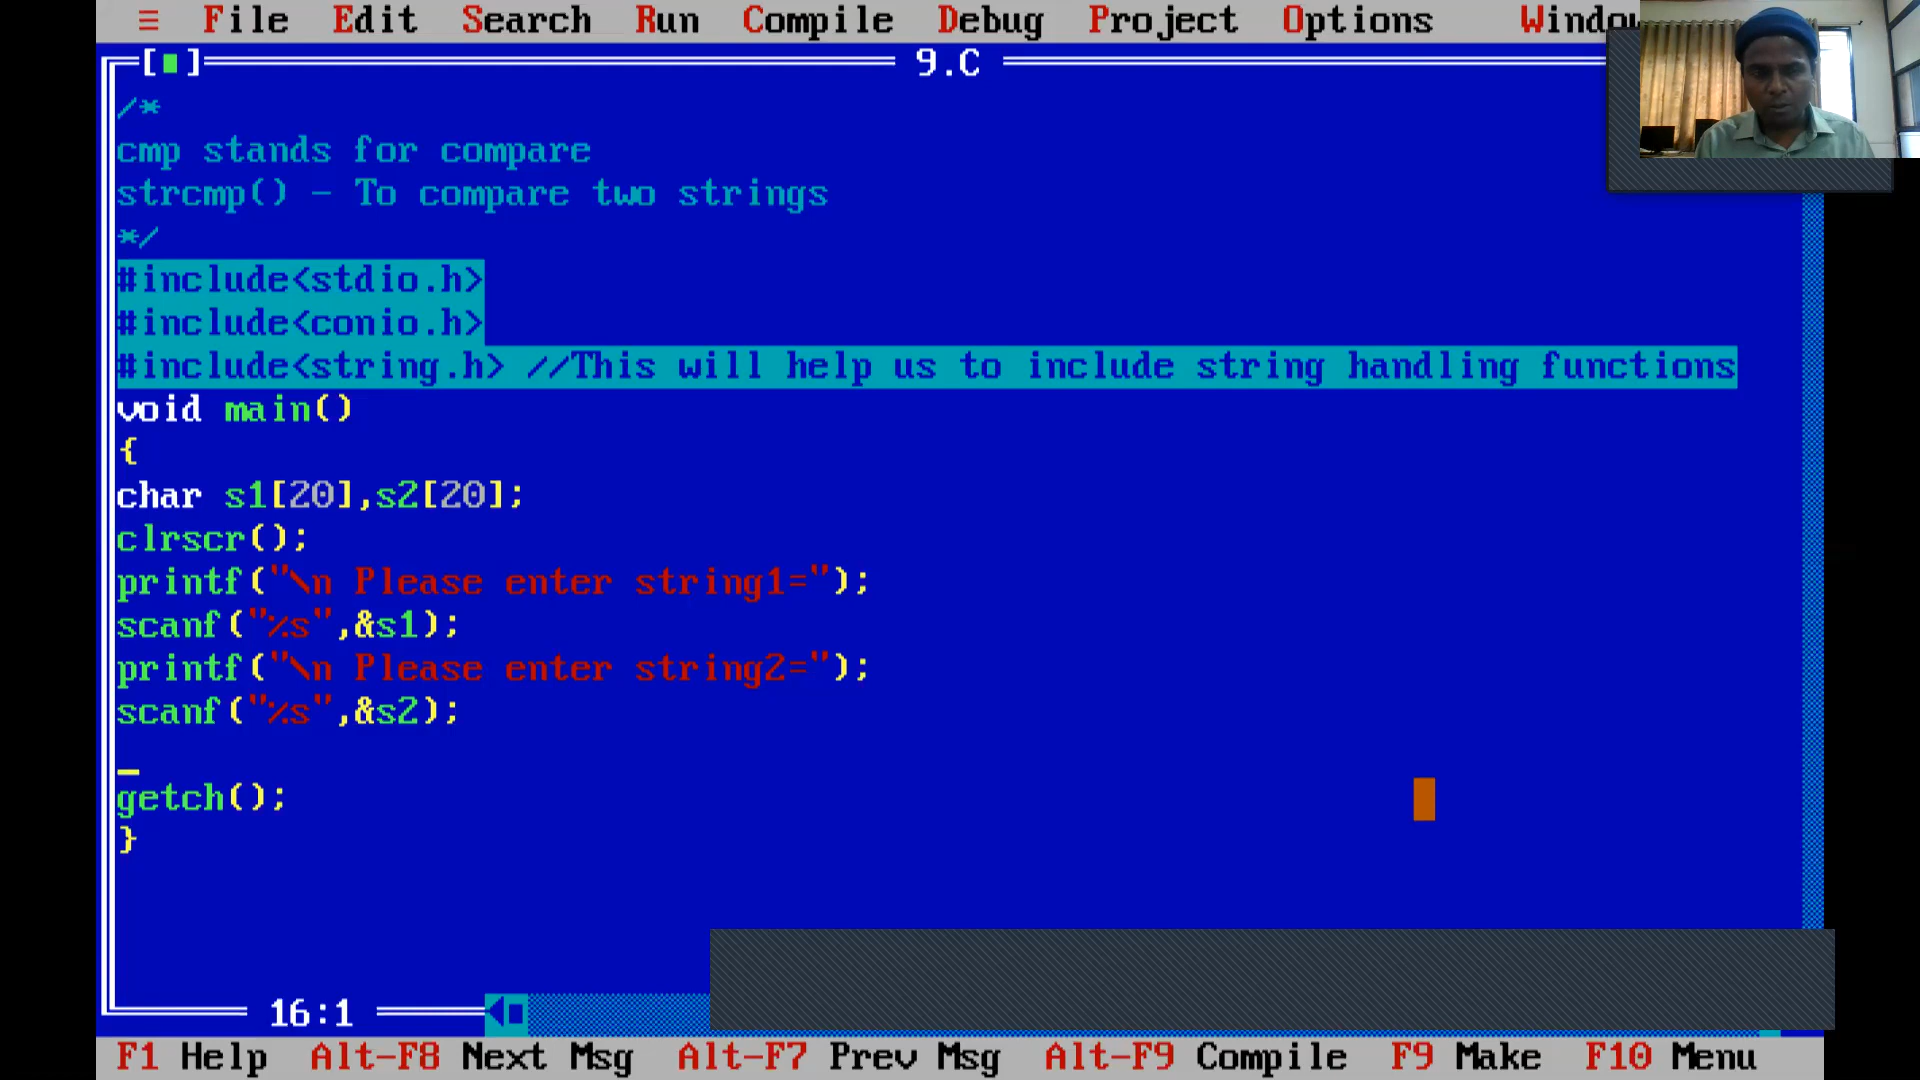 ≡ File Edit Search Run Compile Debug Project Options
[■] 9.C
/*
cmp stands for compare
strcmp() - To compare two strings
*/
#include<stdio.h>
#include<conio.h>
#include<string.h> //This will help us to include string handling functions
void main()
{
char s1[20],s2[20];
clrscr();
printf("\n Please enter string1=");
scanf("%s",&s1);
printf("\n Please enter string2=");
scanf("%s",&s2);
getch();
}
16:1
F1 Help Alt-F8 Next Msg Alt-F7 Prev Msg Alt-F9 Compile F9 Make F10 Menu